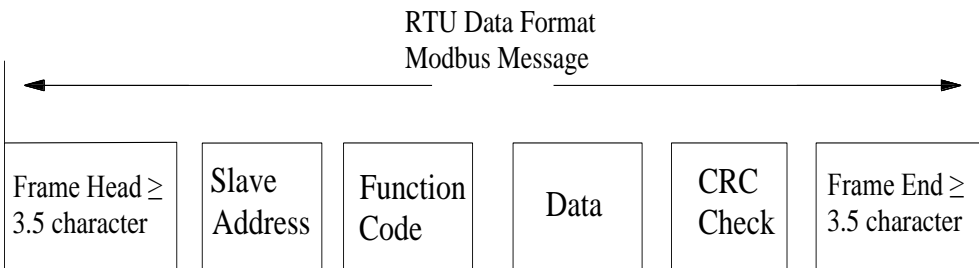 RTU Data Format
Modbus Message
Frame Head ≥
3.5 character
Slave
Address
Function
Code
Data
CRC
Check
Frame End ≥
3.5 character